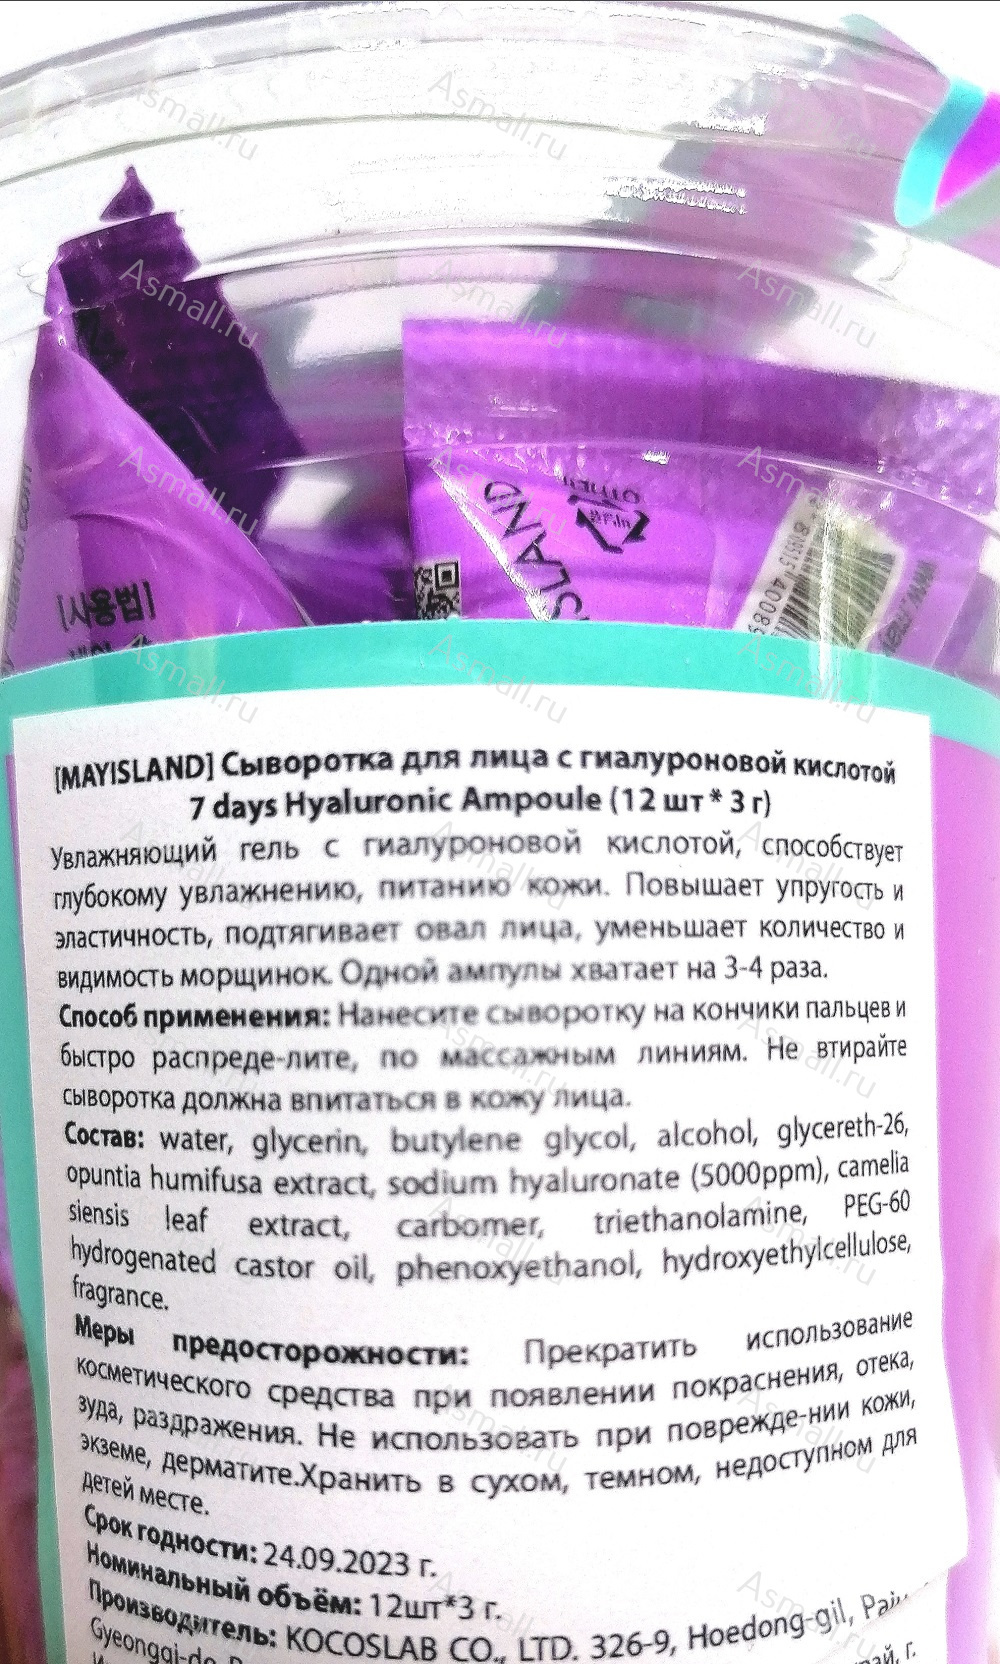 [사용법]
SLAND
[MAYISLAND] Сыворотка для лица с гиалуроновой кислотой
7 days Hyaluronic Ampoule (12 шт * 3 г)
Увлажняющий гель с гиалуроновой кислотой, способствует
глубокому увлажнению, питанию кожи. Повышает упругость и
эластичность, подтягивает овал лица, уменьшает количество и
видимость морщинок. Одной ампулы хватает на 3-4 раза.
Способ применения: Нанесите сыворотку на кончики пальцев и
быстро распреде-лите, по массажным линиям. Не втирайте
сыворотка должна впитаться в кожу лица.
Состав: water, glycerin, butylene glycol, alcohol, glycereth-26,
opuntia humifusa extract, sodium hyaluronate (5000ppm), camelia
siensis leaf extract, carbomer, triethanolamine, PEG-60
hydrogenated castor oil, phenoxyethanol, hydroxyethylcellulose,
fragrance.
Меры предосторожности: Прекратить использование
косметического средства при появлении покраснения, отека,
зуда, раздражения. Не использовать при поврежде-нии кожи,
экземе, дерматите.Хранить в сухом, темном, недоступном для
детей месте.
Срок годности: 24.09.2023 г.
Номинальный объём: 12шт*3 г.
Производитель: KOCOSLAB CO., LTD. 326-9, Hoedong-gil,
Gyeonggi-do
Asmall.ru